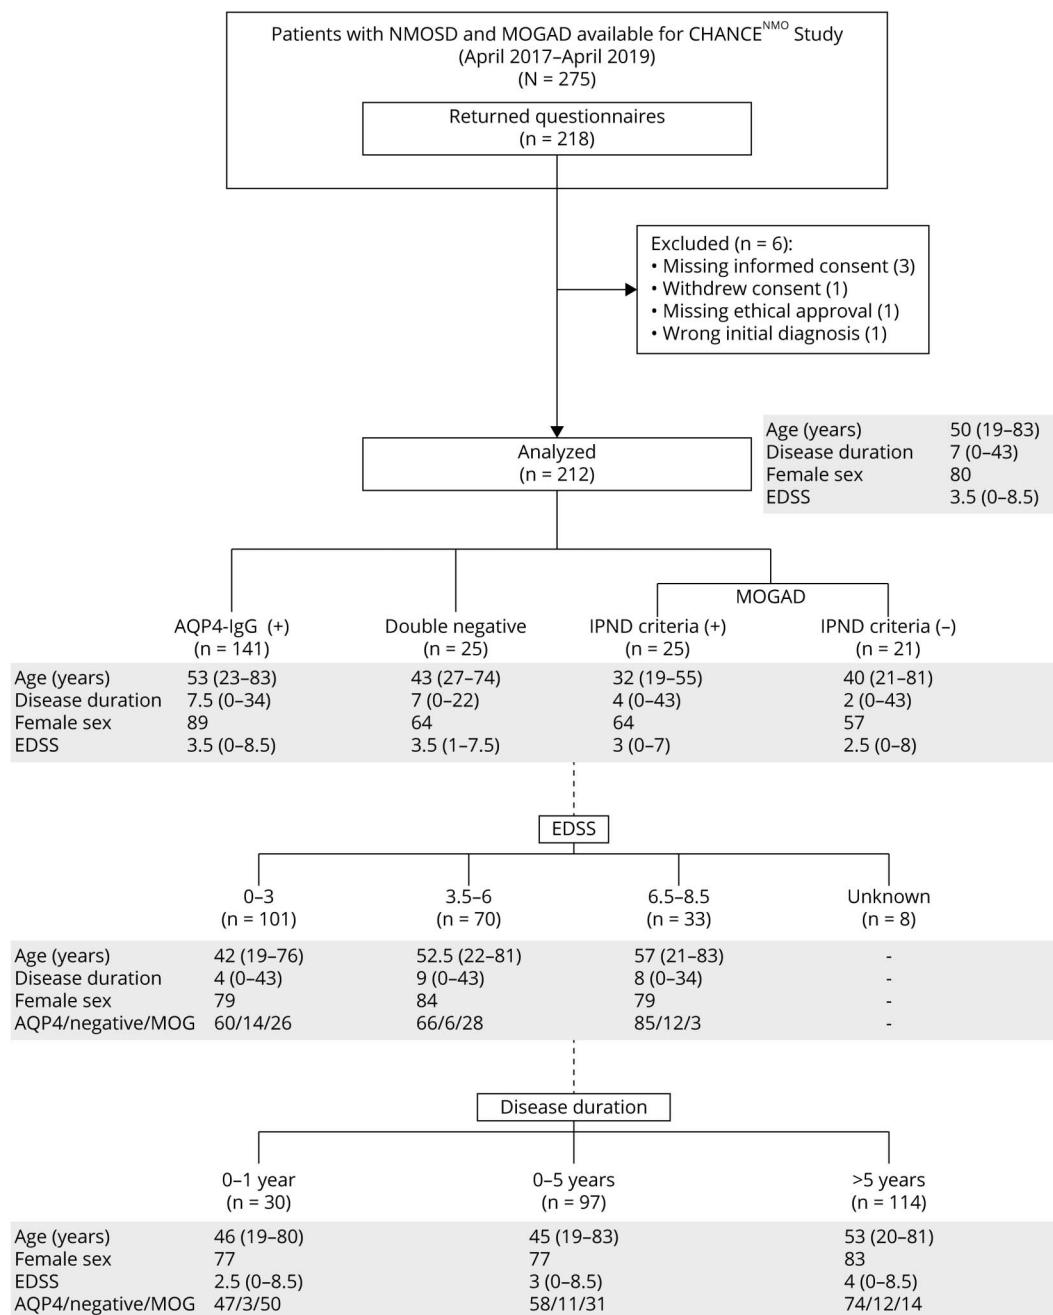 Patients with NMOSD and MOGAD available for CHANCE^NMO Study
(April 2017–April 2019)
(N = 275)
Returned questionnaires
(n = 218)
Excluded (n = 6):
• Missing informed consent (3)
• Withdrew consent (1)
• Missing ethical approval (1)
• Wrong initial diagnosis (1)
Analyzed
(n = 212)
Age (years) 50 (19–83)
Disease duration 7 (0–43)
Female sex 80
EDSS 3.5 (0–8.5)
MOGAD
AQP4-IgG (+) Double negative IPND criteria (+) IPND criteria (–)
(n = 141) (n = 25) (n = 25) (n = 21)
Age (years) 53 (23–83) 43 (27–74) 32 (19–55) 40 (21–81)
Disease duration 7.5 (0–34) 7 (0–22) 4 (0–43) 2 (0–43)
Female sex 89 64 64 57
EDSS 3.5 (0–8.5) 3.5 (1–7.5) 3 (0–7) 2.5 (0–8)
EDSS
0–3 3.5–6 6.5–8.5 Unknown
(n = 101) (n = 70) (n = 33) (n = 8)
Age (years) 42 (19–76) 52.5 (22–81) 57 (21–83) -
Disease duration 4 (0–43) 9 (0–43) 8 (0–34) -
Female sex 79 84 79 -
AQP4/negative/MOG 60/14/26 66/6/28 85/12/3 -
Disease duration
0–1 year 0–5 years >5 years
(n = 30) (n = 97) (n = 114)
Age (years) 46 (19–80) 45 (19–83) 53 (20–81)
Female sex 77 77 83
EDSS 2.5 (0–8.5) 3 (0–8.5) 4 (0–8.5)
AQP4/negative/MOG 47/3/50 58/11/31 74/12/14